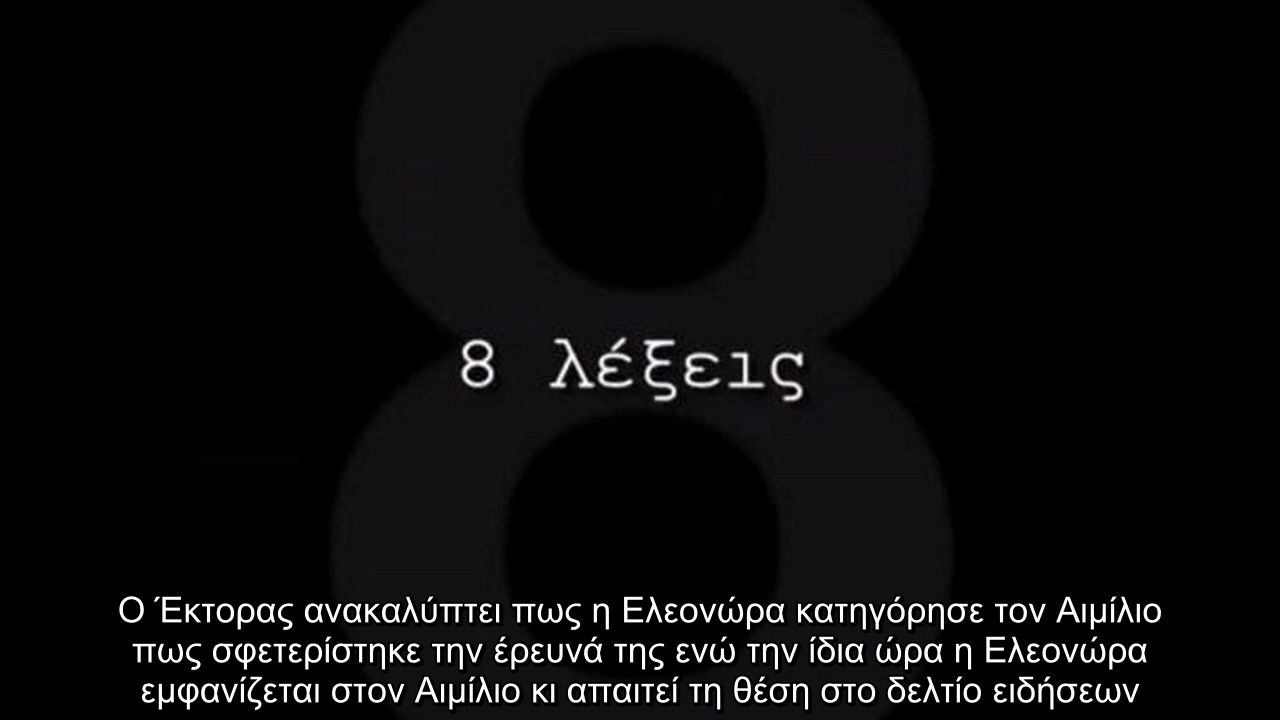 8 λέξεις
Ο Έκτορας ανακαλύπτει πως η Ελεονώρα κατηγόρησε τον Αιμίλιο
πως σφετερίστηκε την έρευνά της ενώ την ίδια ώρα η Ελεονώρα
εμφανίζεται στον Αιμίλιο κι απαιτεί τη θέση στο δελτίο ειδήσεων